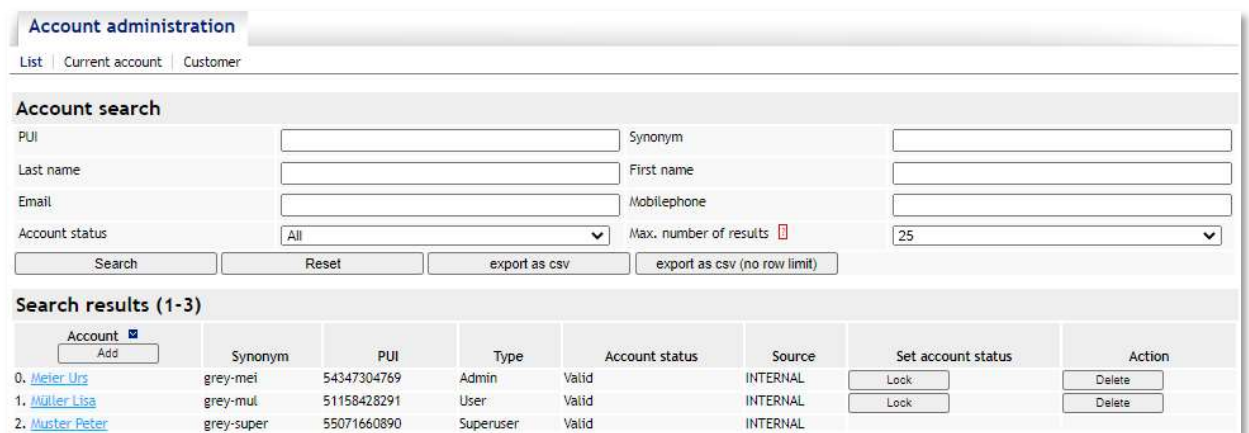 Account administration
List Current account Customer
Account search
PUI Synonym
Last name First name
Email Mobilephone
Account status All Max. number of results 25
Search Reset export as csv export as csv (no row limit)
Search results (1-3)
Account
Add Synonym PUI Type Account status Source Set account status Action
0. Meier Urs grey-mei 54347304769 Admin Valid INTERNAL Lock Delete
1. Müller Lisa grey-mul 51158428291 User Valid INTERNAL Lock Delete
2. Muster Peter grey-super 55071660890 Superuser Valid INTERNAL